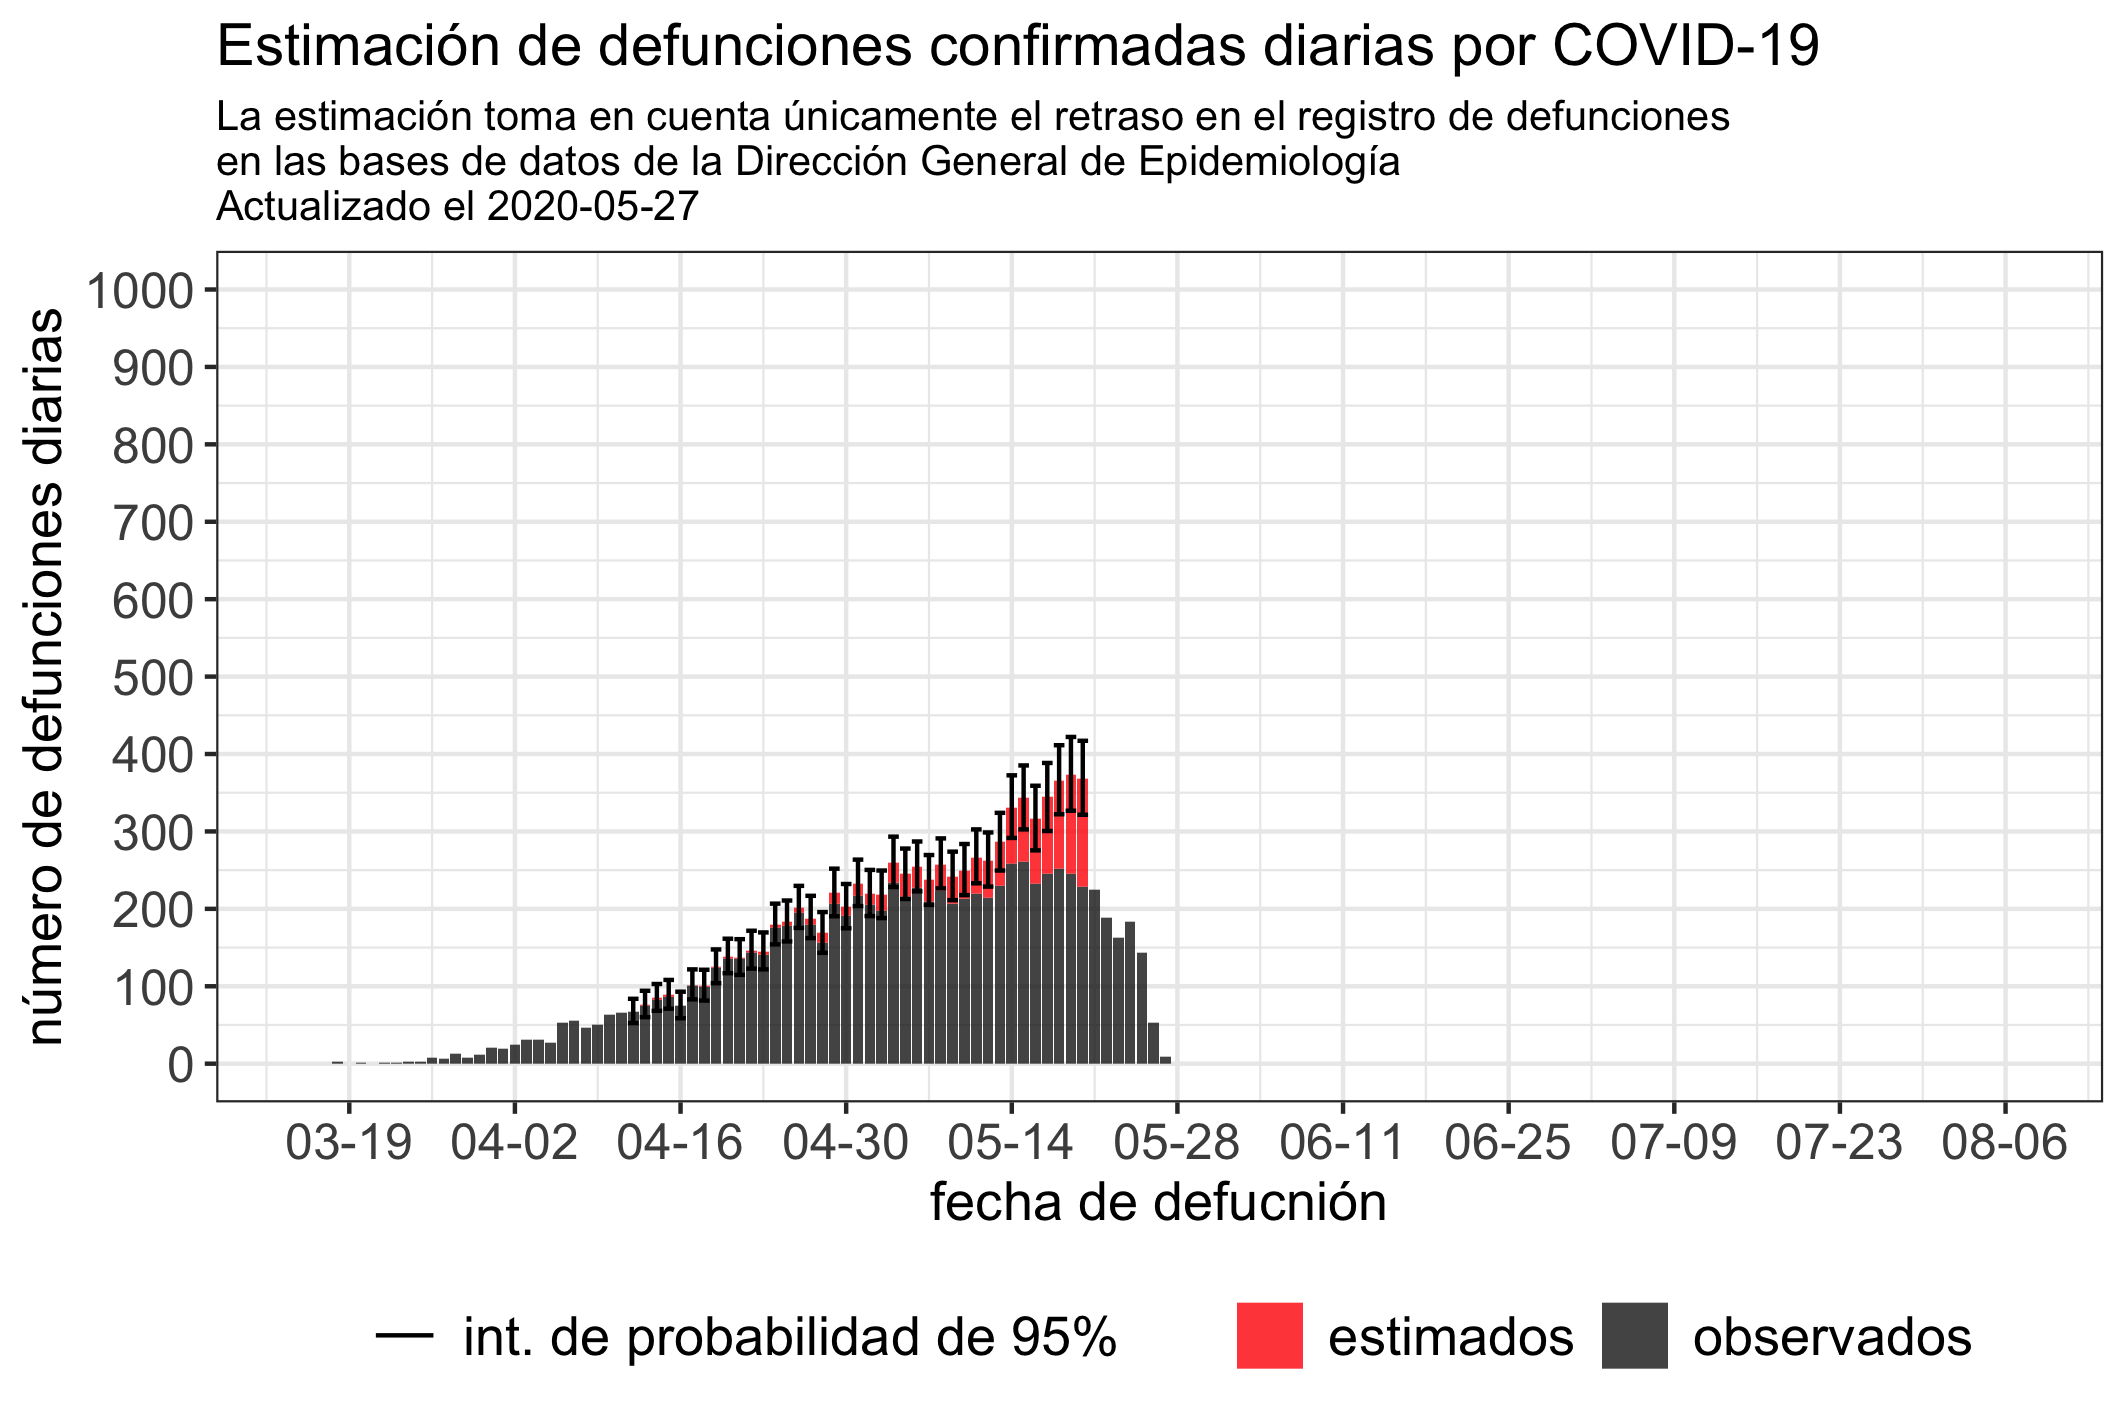 Estimación de defunciones confirmadas diarias por COVID-19
La estimación toma en cuenta únicamente el retraso en el registro de defunciones
en las bases de datos de la Dirección General de Epidemiología
Actualizado el 2020-05-27
número de defunciones diarias
1000
900
800
700
600
500
400
300
200
100
0
03-19 04-02 04-16 04-30 05-14 05-28 06-11 06-25 07-09 07-23 08-06
fecha de defucnión
int. de probabilidad de 95% estimados observados